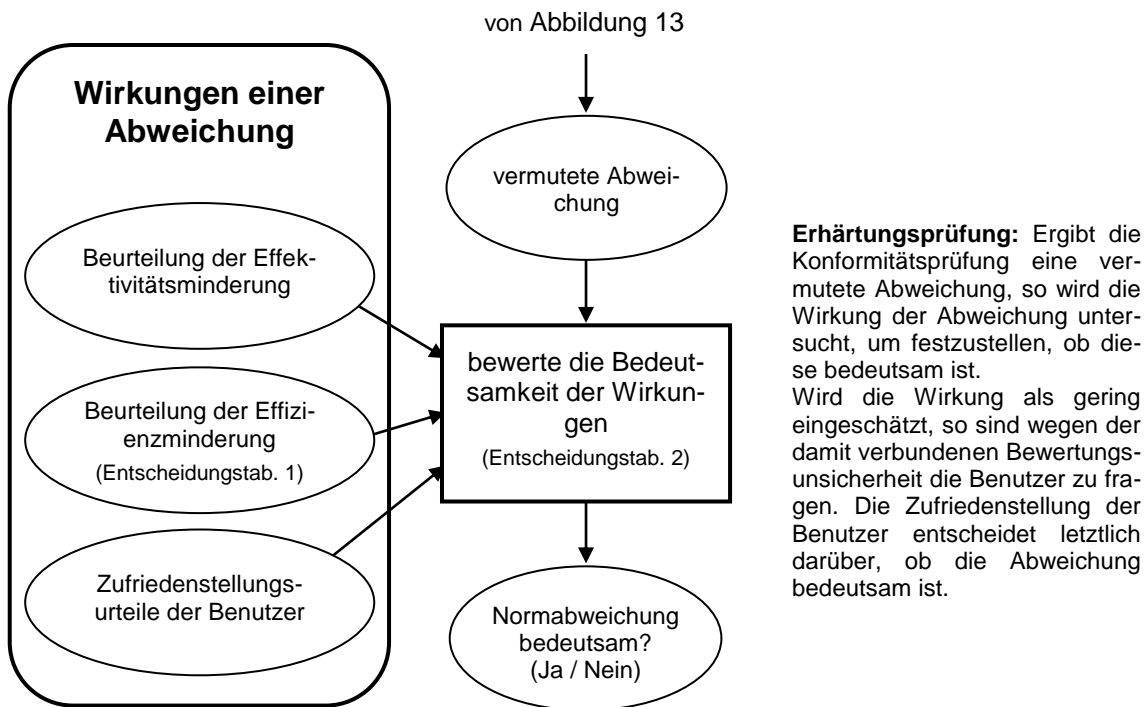 von Abbildung 13
Wirkungen einer
Abweichung
Beurteilung der Effek-
tivitätsminderung
Beurteilung der Effizi-
enzminderung
(Entscheidungstab. 1)
Zufriedenstellungs-
urteile der Benutzer
vermutete Abwei-
chung
bewerte die Bedeut-
samkeit der Wirkun-
gen
(Entscheidungstab. 2)
Normabweichung
bedeutsam?
(Ja / Nein)
Erhärtungsprüfung: Ergibt die
Konformitätsprüfung eine ver-
mutete Abweichung, so wird die
Wirkung der Abweichung unter-
sucht, um festzustellen, ob die-
se bedeutsam ist.
Wird die Wirkung als gering
eingeschätzt, so sind wegen der
damit verbundenen Bewertungs-
unsicherheit die Benutzer zu fra-
gen. Die Zufriedenstellung der
Benutzer entscheidet letztlich
darüber, ob die Abweichung
bedeutsam ist.